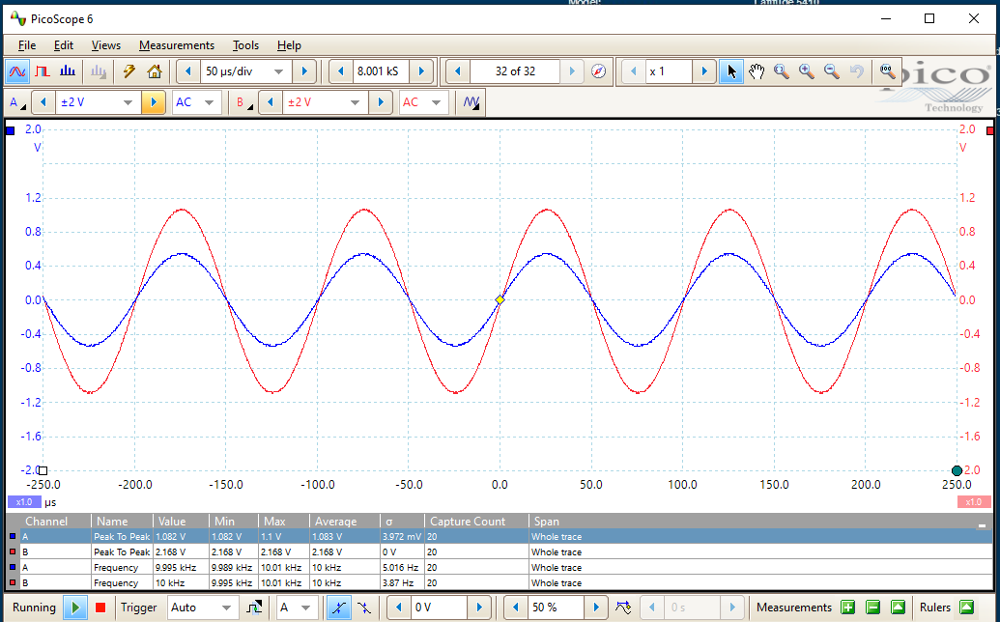 Model: Latitude 5410
PicoScope 6
File Edit Views Measurements Tools Help
50 µs/div 8.001 kS 32 of 32 x 1
pico
Technology
A ±2 V AC B ±2 V AC
2.0 2.0
V V
1.2 1.2
0.8 0.8
0.4 0.4
0.0 0.0
-0.4 -0.4
-0.8 -0.8
-1.2 -1.2
-1.6 -1.6
-2.0 -2.0
-250.0 -200.0 -150.0 -100.0 -50.0 0.0 50.0 100.0 150.0 200.0 250.0
x1.0 µs x1.0
Channel Name Value Min Max Average σ Capture Count Span
A Peak To Peak 1.082 V 1.082 V 1.1 V 1.083 V 3.972 mV 20 Whole trace
B Peak To Peak 2.168 V 2.168 V 2.168 V 2.168 V 0 V 20 Whole trace
A Frequency 9.995 kHz 9.989 kHz 10.01 kHz 10 kHz 5.016 Hz 20 Whole trace
B Frequency 10 kHz 9.995 kHz 10.01 kHz 10 kHz 3.87 Hz 20 Whole trace
Running Trigger Auto A 0 V 50 % 0 s Measurements Rulers